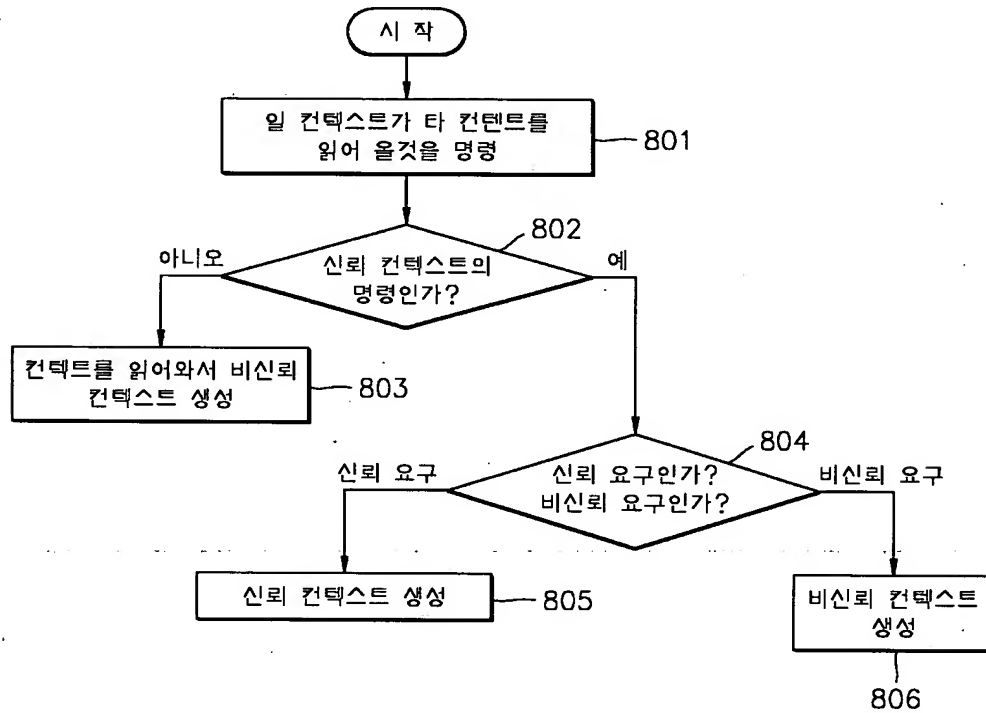 시 작
일 컨텍스트가 타 컨텐트를
읽어 올것을 명령
801
802
아니오
예
신뢰 컨텍스트의
명령인가?
컨텍트를 읽어와서 비신뢰
컨텍스트 생성
803
804
신뢰 요구
신뢰 요구인가?
비신뢰 요구인가?
비신뢰 요구
신뢰 컨텍스트 생성
805
비신뢰 컨텍스트
생성
806